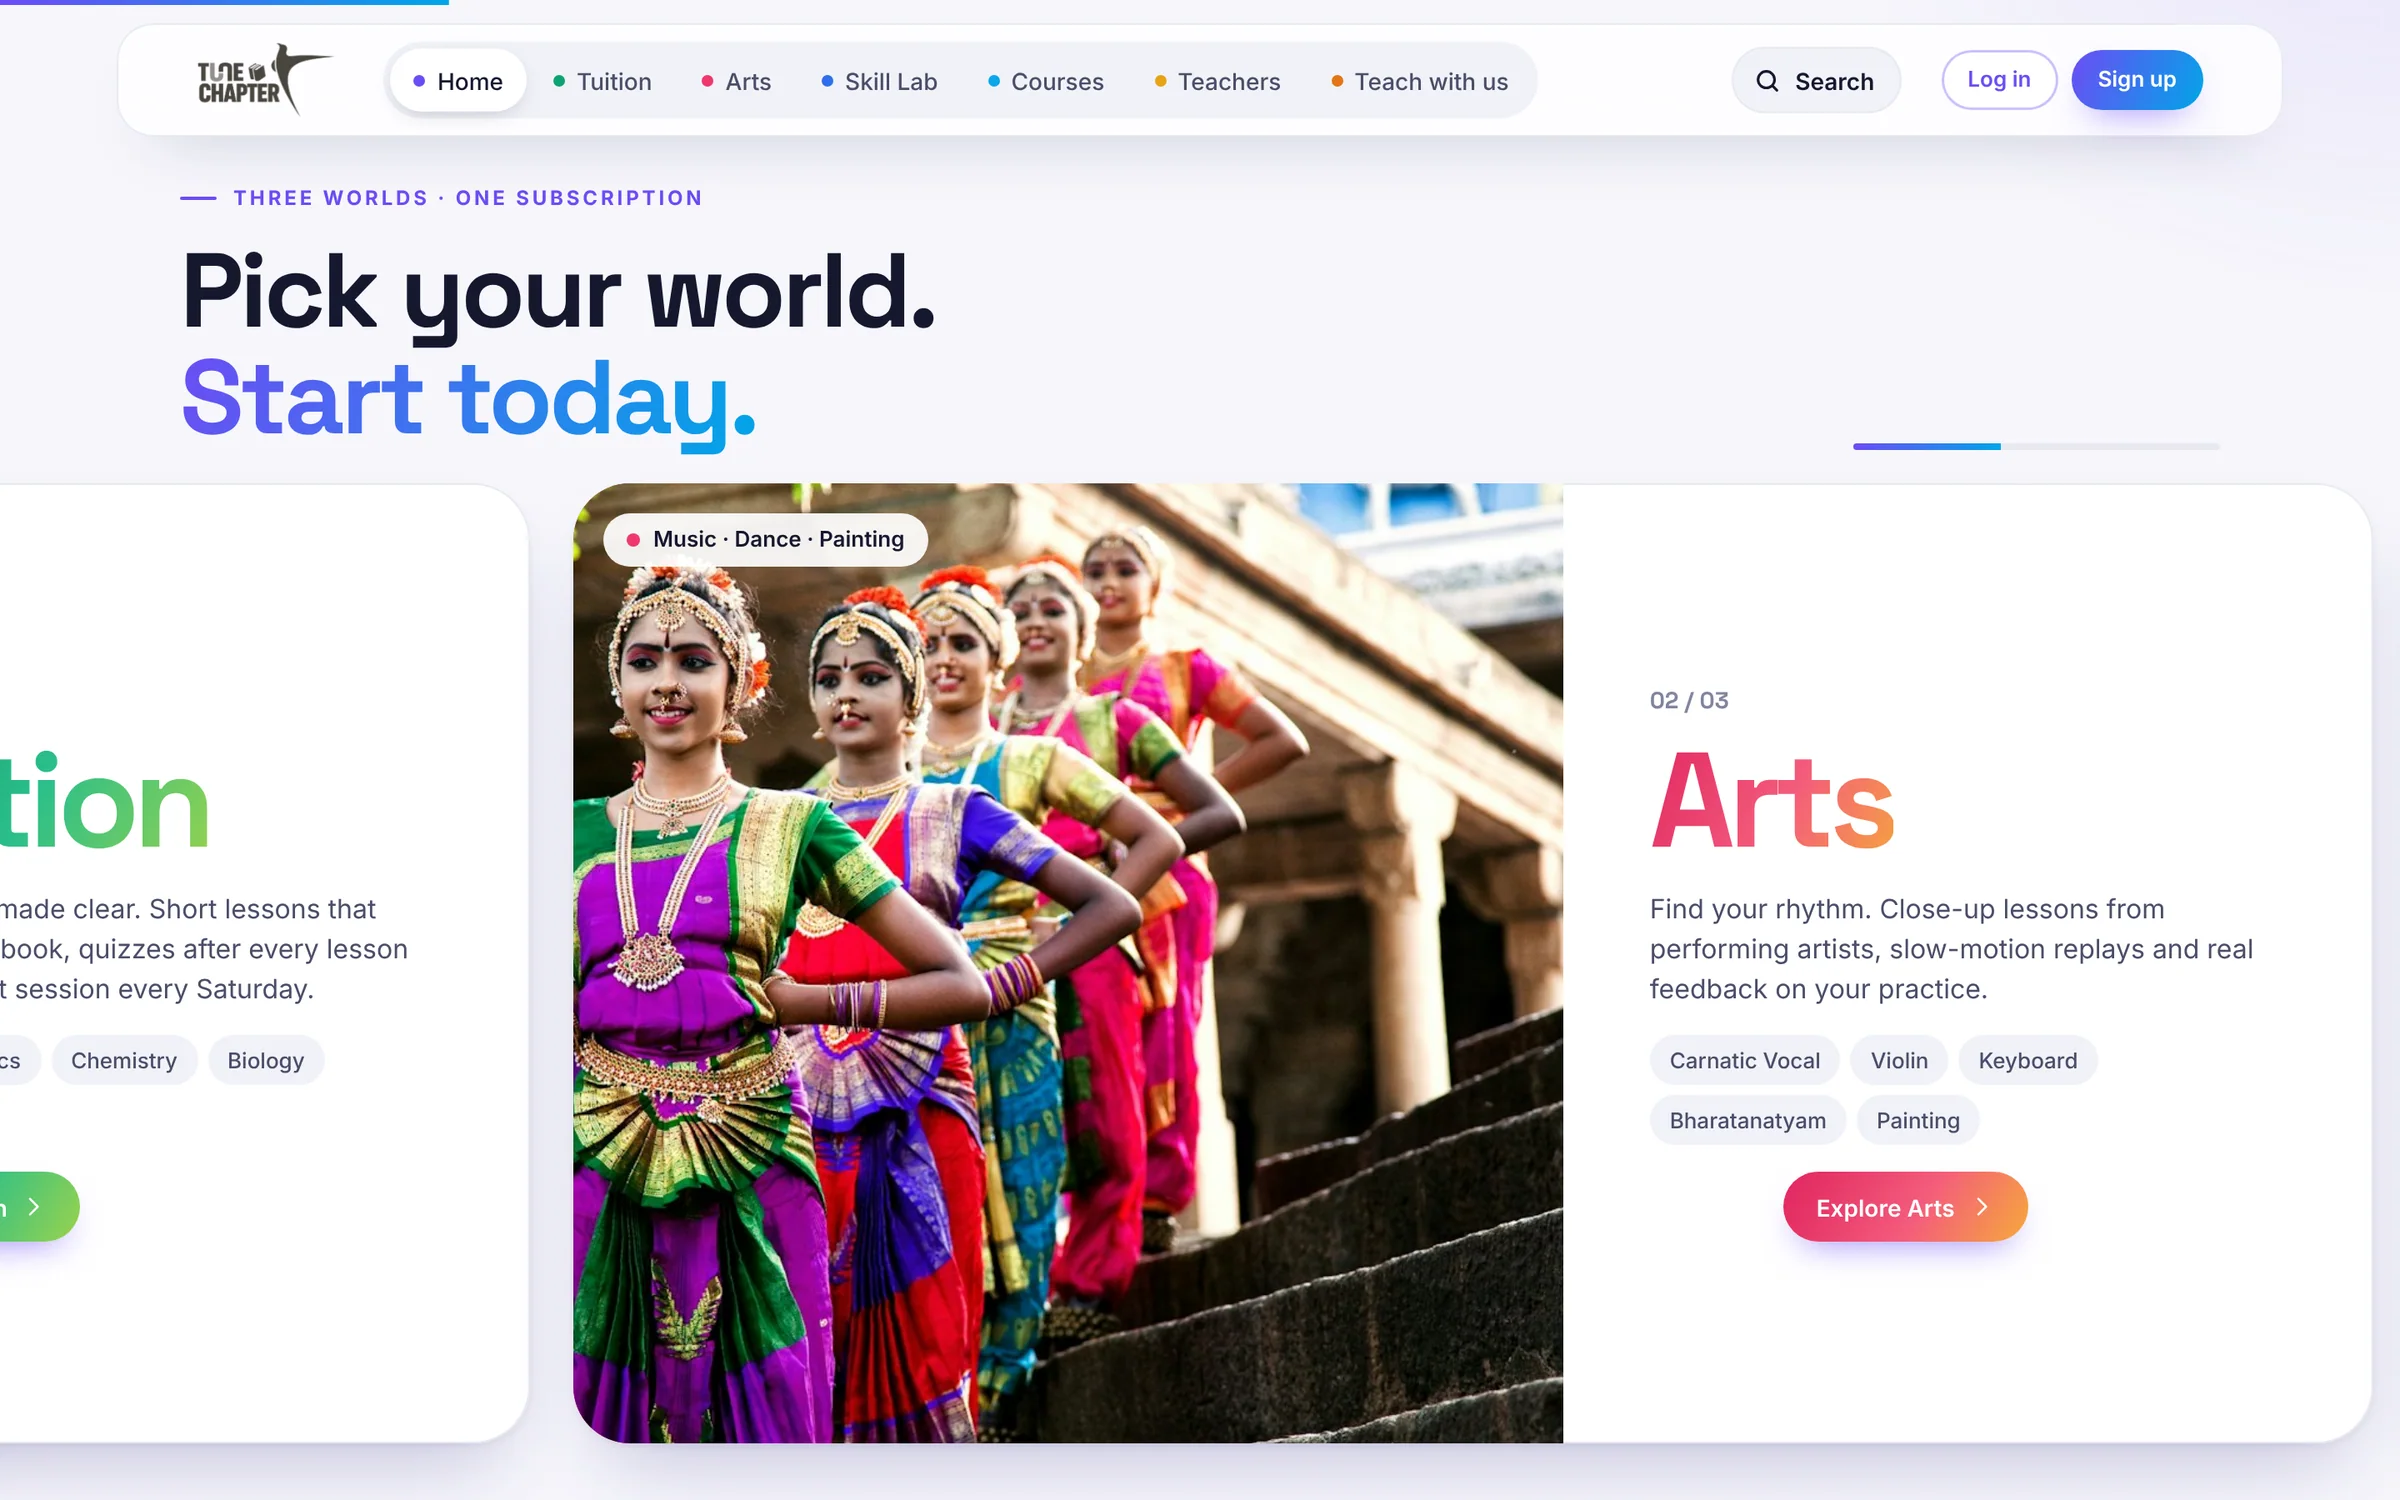 TUNE
CHAPTER
Home
Tuition
Arts
Skill Lab
Courses
Teachers
Teach with us
Search
Log in
Sign up
THREE WORLDS · ONE SUBSCRIPTION
Pick your world.
Start today.
tion
made clear. Short lessons that
book, quizzes after every lesson
t session every Saturday.
cs
Chemistry
Biology
n
Music · Dance · Painting
02 / 03
Arts
Find your rhythm. Close-up lessons from
performing artists, slow-motion replays and real
feedback on your practice.
Carnatic Vocal
Violin
Keyboard
Bharatanatyam
Painting
Explore Arts